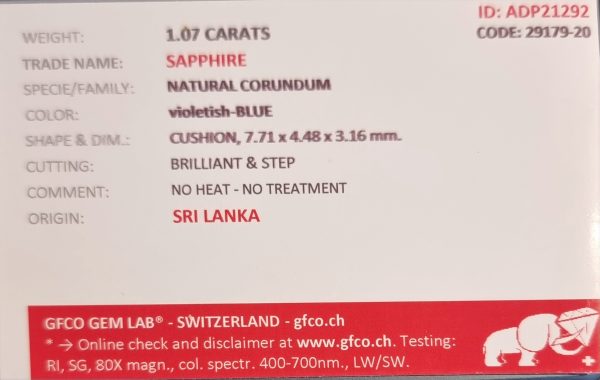 ID: ADP21292
WEIGHT: 1.07 CARATS CODE: 29179-20
TRADE NAME: SAPPHIRE
SPECIE/FAMILY: NATURAL CORUNDUM
COLOR: violetish-BLUE
SHAPE & DIM.: CUSHION, 7.71 x 4.48 x 3.16 mm.
CUTTING: BRILLIANT & STEP
COMMENT: NO HEAT - NO TREATMENT
ORIGIN: SRI LANKA
GFCO GEM LAB® - SWITZERLAND - gfco.ch
* → Online check and disclaimer at www.gfco.ch. Testing:
RI, SG, 80X magn., col. spectr. 400-700nm., LW/SW.